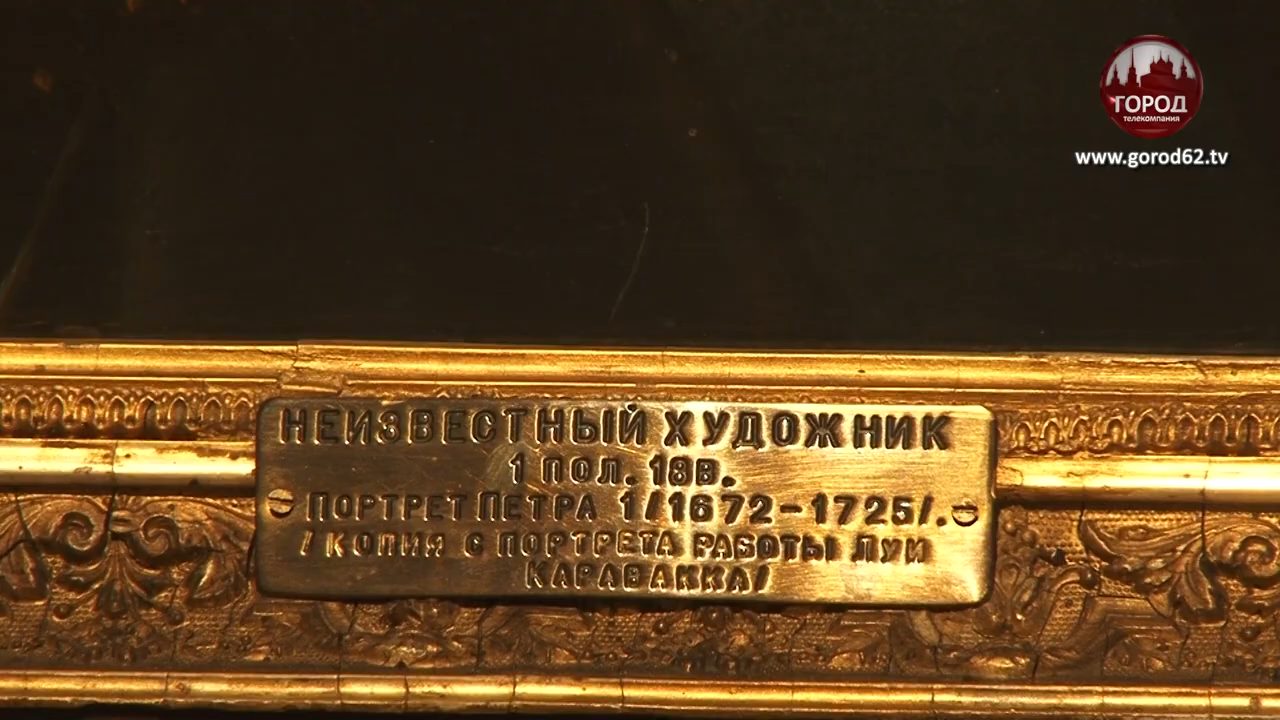 ГОРОД
телекомпания
www.gorod62.tv
НЕИЗВЕСТНЫЙ ХУДОЖНИК
1 ПОЛ. 18В.
ПОРТРЕТ ПЕТРА 1/1672-1725/.
/КОПИЯ С ПОРТРЕТА РАБОТЫ ЛУИ
КАРАВАККА/